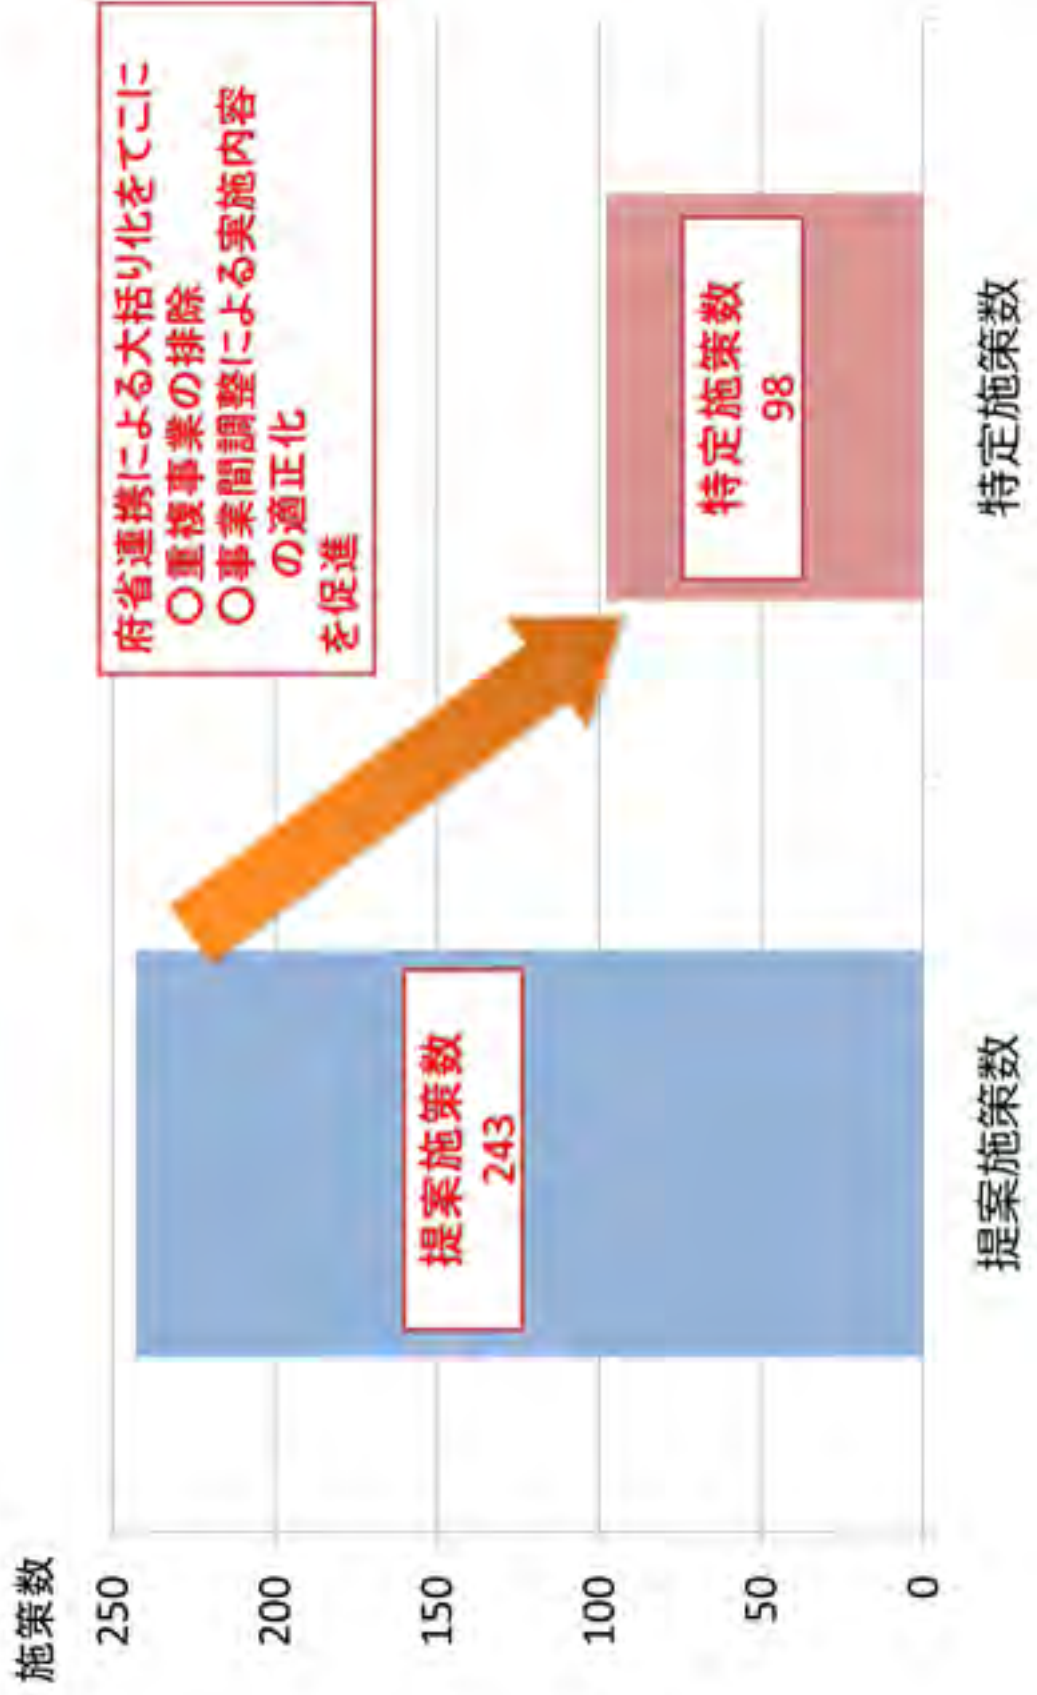 施策数
250
200
150
100
50
0
府省連携による大括り化をてこに
〇重複事業の排除
〇事業間調整による実施内容
の適正化
を促進
提案施策数
243
特定施策数
98
提案施策数
特定施策数